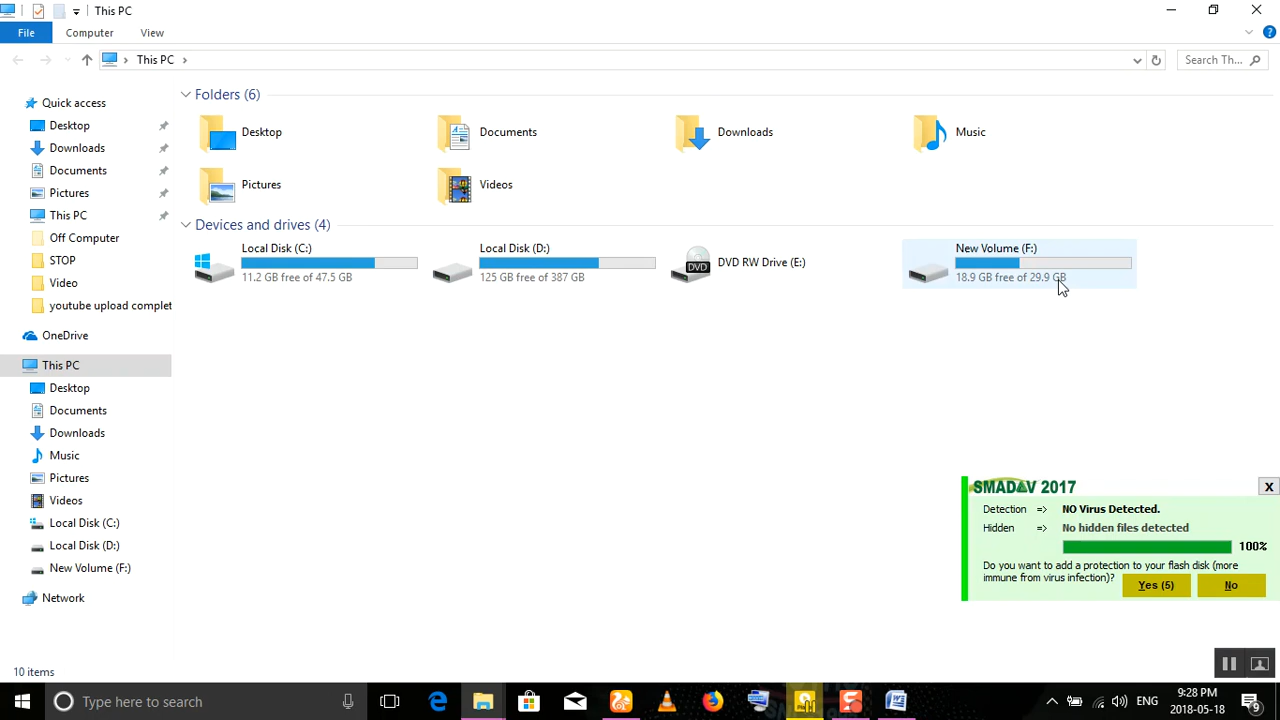 This PC
File
Computer
View
This PC
Search Th...
Quick access
Desktop
Downloads
Documents
Pictures
This PC
Off Computer
STOP
Video
youtube upload complet
OneDrive
This PC
Desktop
Documents
Downloads
Music
Pictures
Videos
Local Disk (C:)
Local Disk (D:)
New Volume (F:)
Network
Folders (6)
Desktop
Documents
Downloads
Music
Pictures
Videos
Devices and drives (4)
Local Disk (C:)
11.2 GB free of 47.5 GB
Local Disk (D:)
125 GB free of 387 GB
DVD
DVD RW Drive (E:)
New Volume (F:)
18.9 GB free of 29.9 GB
SMADAV 2017
X
Detection => NO Virus Detected.
Hidden => No hidden files detected
100%
Do you want to add a protection to your flash disk (more
immune from virus infection)?
Yes (5)
No
10 items
Type here to search
ENG
9:28 PM
2018-05-18
9